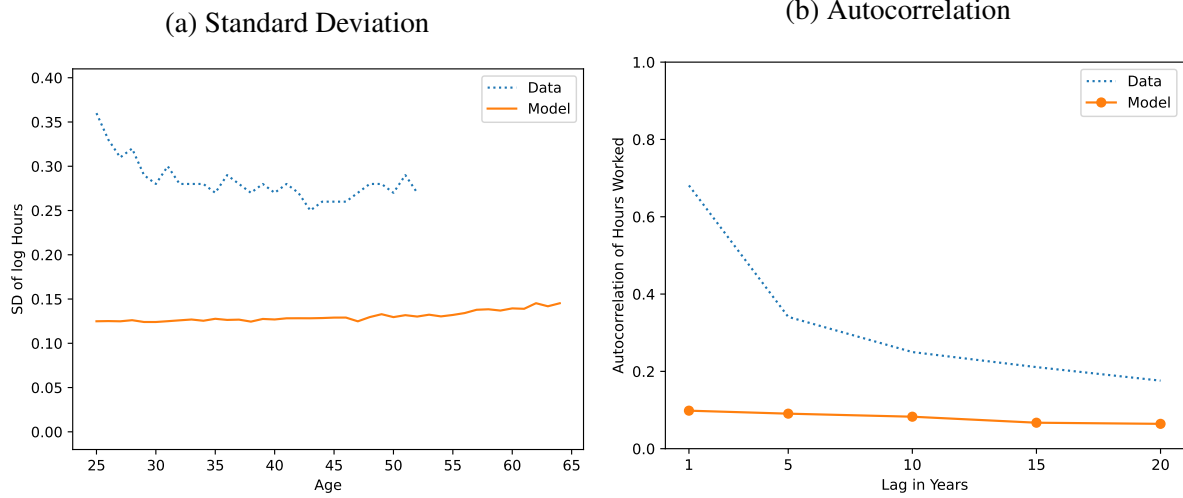 (a) Standard Deviation
0.40
0.35
0.30
0.25
0.20
0.15
0.10
0.05
0.00
SD of log Hours
25 30 35 40 45 50 55 60 65
Age
Data
Model
(b) Autocorrelation
1.0
0.8
0.6
0.4
0.2
0.0
Autocorrelation of Hours Worked
1 5 10 15 20
Lag in Years
Data
Model